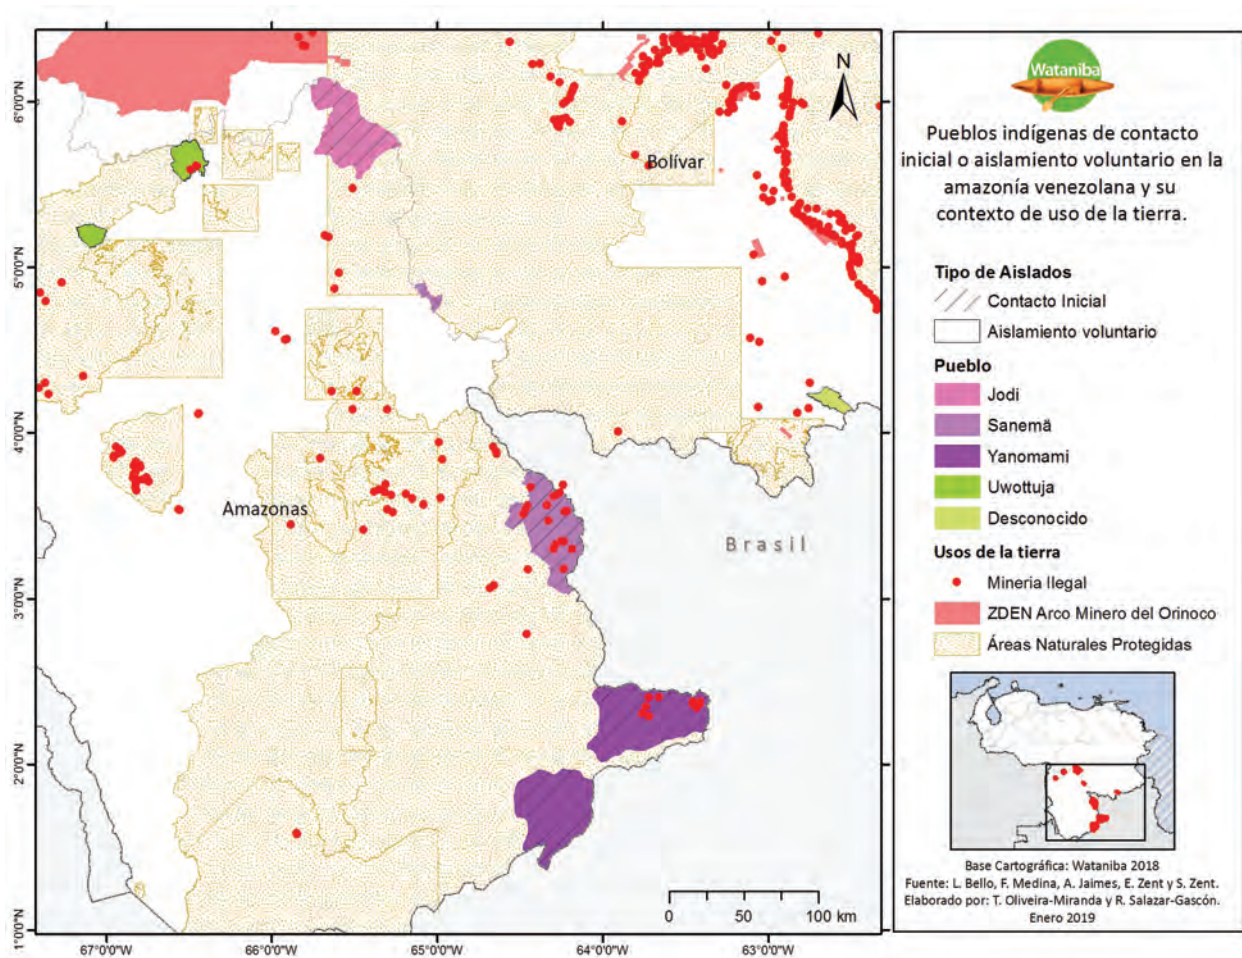 6°0'0"N
5°0'0"N
4°0'0"N
3°0'0"N
2°0'0"N
1°0'0"N
67°0'0"W
66°0'0"W
65°0'0"W
64°0'0"W
63°0'0"W
N
Bolívar
Amazonas
Brasil
0 25 50 100 km
Wataniba
Pueblos indígenas de contacto
inicial o aislamiento voluntario en la
amazonía venezolana y su
contexto de uso de la tierra.
Tipo de Aislados
Contacto Inicial
Aislamiento voluntario
Pueblo
Jodi
Sanemä
Yanomami
Uwottuja
Desconocido
Usos de la tierra
Mineria Ilegal
ZDEN Arco Minero del Orinoco
Áreas Naturales Protegidas
Base Cartográfica: Wataniba 2018
Fuente: L. Bello, F. Medina, A. Jaimes, E. Zent y S. Zent.
Elaborado por: T. Oliveira-Miranda y R. Salazar-Gascón.
Enero 2019